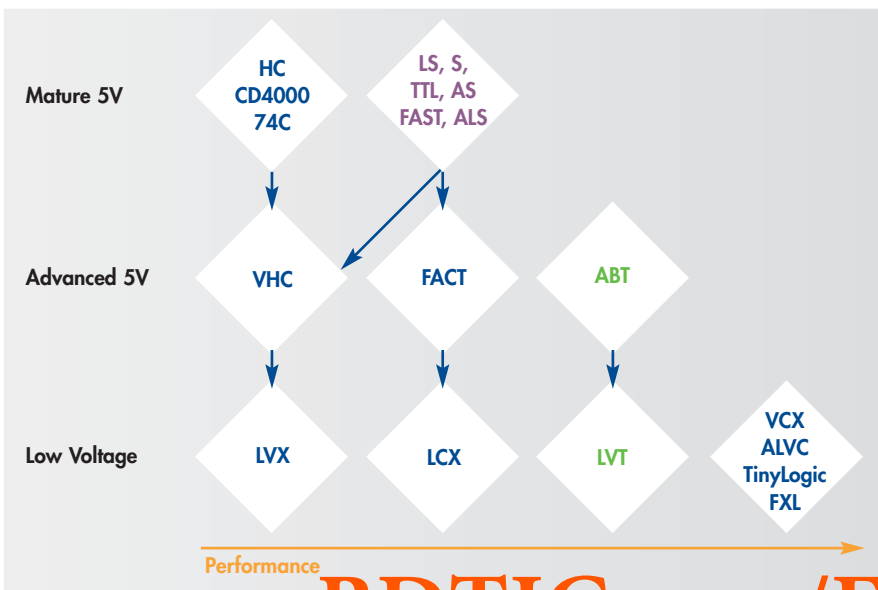 Mature 5V
HC
CD4000
74C
LS, S,
TTL, AS
FAST, ALS
Advanced 5V
VHC
FACT
ABT
Low Voltage
LVX
LCX
LVT
VCX
ALVC
TinyLogic
FXL
Performance